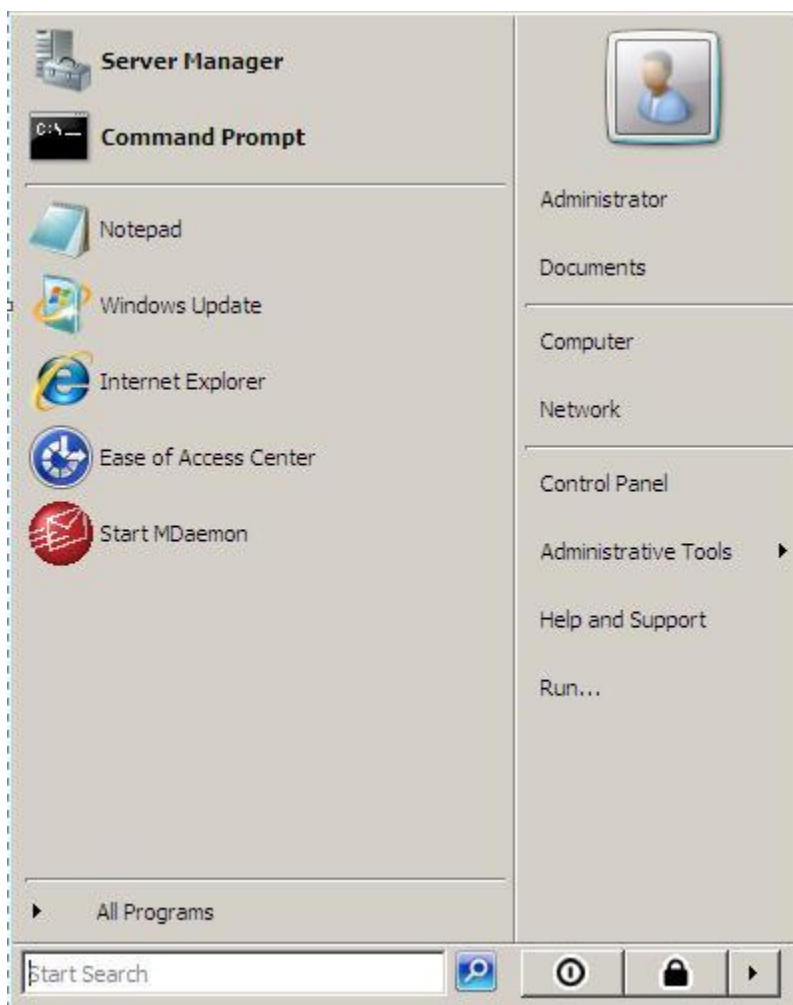 Server Manager
C:\_
Command Prompt
Notepad
Windows Update
Internet Explorer
Ease of Access Center
Start MDaemon
All Programs
Start Search
Administrator
Documents
Computer
Network
Control Panel
Administrative Tools
Help and Support
Run...